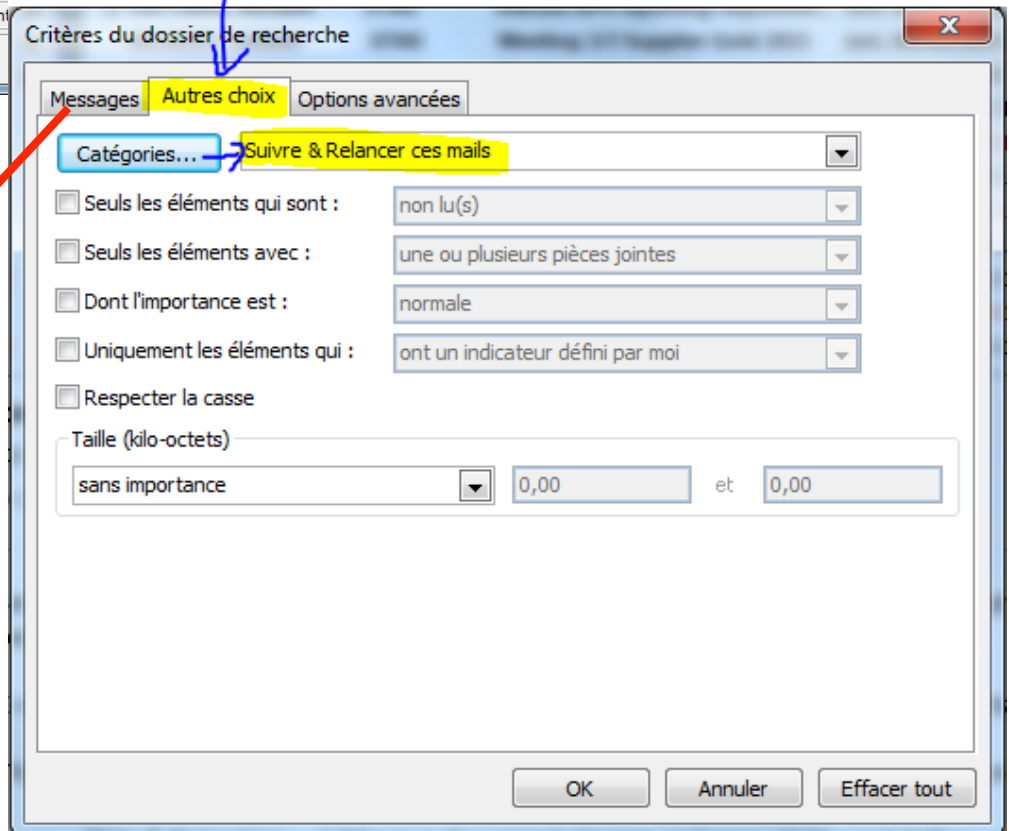 Critères du dossier de recherche
Messages Autres choix Options avancées
Catégories... Suivre & Relancer ces mails
Seuls les éléments qui sont : non lu(s)
Seuls les éléments avec : une ou plusieurs pièces jointes
Dont l'importance est : normale
Uniquement les éléments qui : ont un indicateur défini par moi
Respecter la casse
Taille (kilo-octets)
sans importance 0,00 et 0,00
OK Annuler Effacer tout